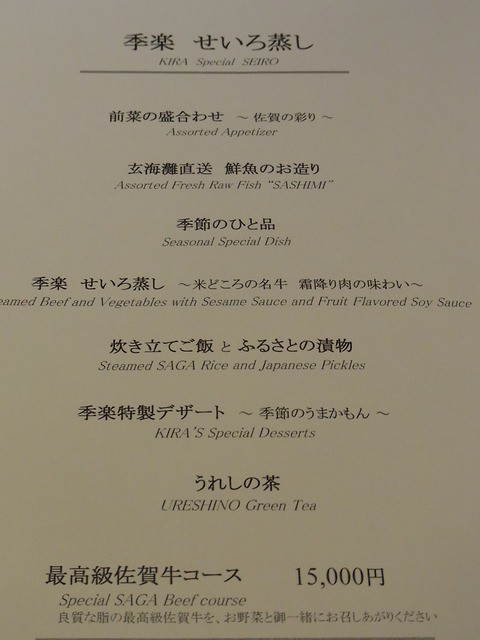 季楽 せいろ蒸し
KIRA Special SEIRO
前菜の盛合わせ ～ 佐賀の彩り ～
Assorted Appetizer
玄海灘直送 鮮魚のお造り
Assorted Fresh Raw Fish "SASHIMI"
季節のひと品
Seasonal Special Dish
季楽 せいろ蒸し ～米どころの名牛 霜降り肉の味わい～
eamed Beef and Vegetables with Sesame Sauce and Fruit Flavored Soy Sauce
炊き立てご飯 と ふるさとの漬物
Steamed SAGA Rice and Japanese Pickles
季楽特製デザート ～ 季節のうまかもん ～
KIRA'S Special Desserts
うれしの茶
URESHINO Green Tea
最高級佐賀牛コース 15,000円
Special SAGA Beef course
良質な脂の最高級佐賀牛を、お野菜と御一緒にお召しあがりください